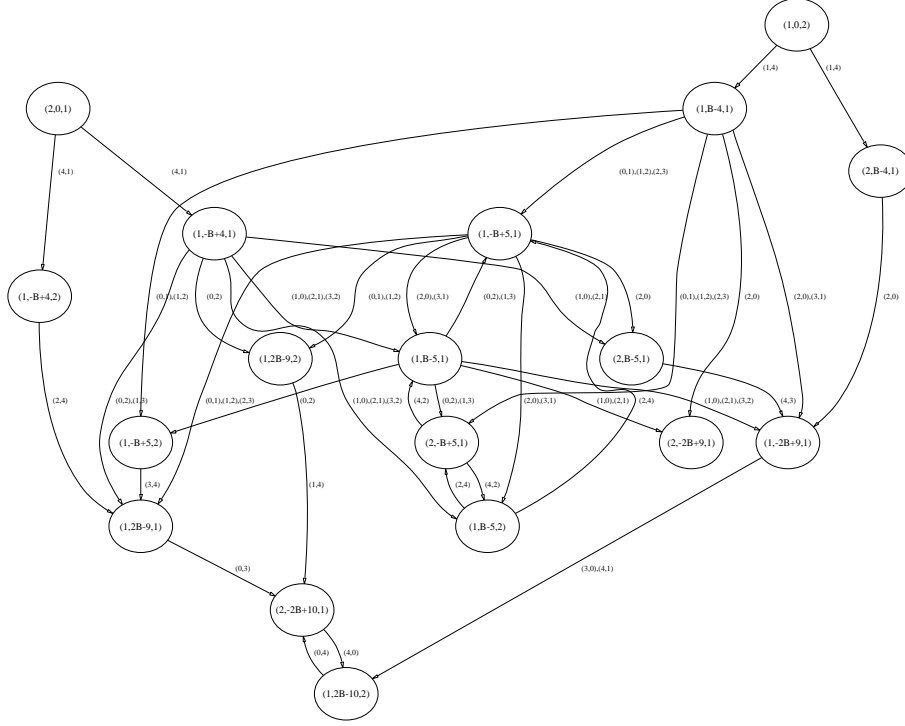 (1,0,2)
(1,4)
(1,4)
(2,0,1)
(1,B-4,1)
(4,1)
(4,1)
(0,1),(1,2),(2,3)
(2,B-4,1)
(1,-B+4,1)
(1,-B+5,1)
(1,-B+4,2)
(0,1),(1,2)
(0,2)
(1,0),(2,1),(3,2)
(0,1),(1,2)
(2,0),(3,1)
(0,2),(1,3)
(1,0),(2,1)
(2,0)
(0,1),(1,2),(2,3)
(2,0)
(2,0),(3,1)
(2,0)
(1,2B-9,2)
(1,B-5,1)
(2,B-5,1)
(2,4)
(0,2),(1,3)
(0,1),(1,2),(2,3)
(0,2)
(1,0),(2,1),(3,2)
(4,2)
(0,2),(1,3)
(2,0),(3,1)
(1,0),(2,1)
(2,4)
(1,0),(2,1),(3,2)
(4,3)
(1,-B+5,2)
(2,-B+5,1)
(2,-2B+9,1)
(1,-2B+9,1)
(3,4)
(1,4)
(2,4)
(4,2)
(1,2B-9,1)
(1,B-5,2)
(0,3)
(3,0),(4,1)
(2,-2B+10,1)
(0,4)
(4,0)
(1,2B-10,2)